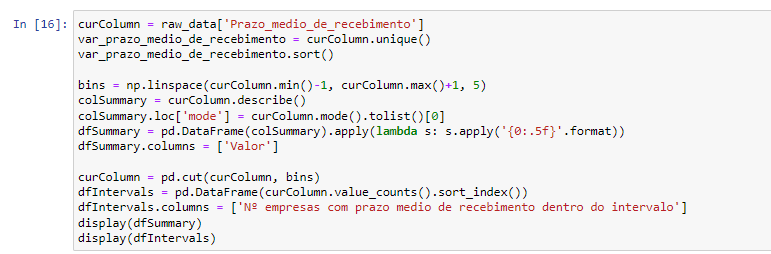 In [16]: curColumn = raw_data['Prazo_medio_de_recebimento']
var_prazo_medio_de_recebimento = curColumn.unique()
var_prazo_medio_de_recebimento.sort()

bins = np.linspace(curColumn.min()-1, curColumn.max()+1, 5)
colSummary = curColumn.describe()
colSummary.loc['mode'] = curColumn.mode().tolist()[0]
dfSummary = pd.DataFrame(colSummary).apply(lambda s: s.apply('{0:.5f}'.format))
dfSummary.columns = ['Valor']

curColumn = pd.cut(curColumn, bins)
dfIntervals = pd.DataFrame(curColumn.value_counts().sort_index())
dfIntervals.columns = ['Nº empresas com prazo medio de recebimento dentro do intervalo']
display(dfSummary)
display(dfIntervals)